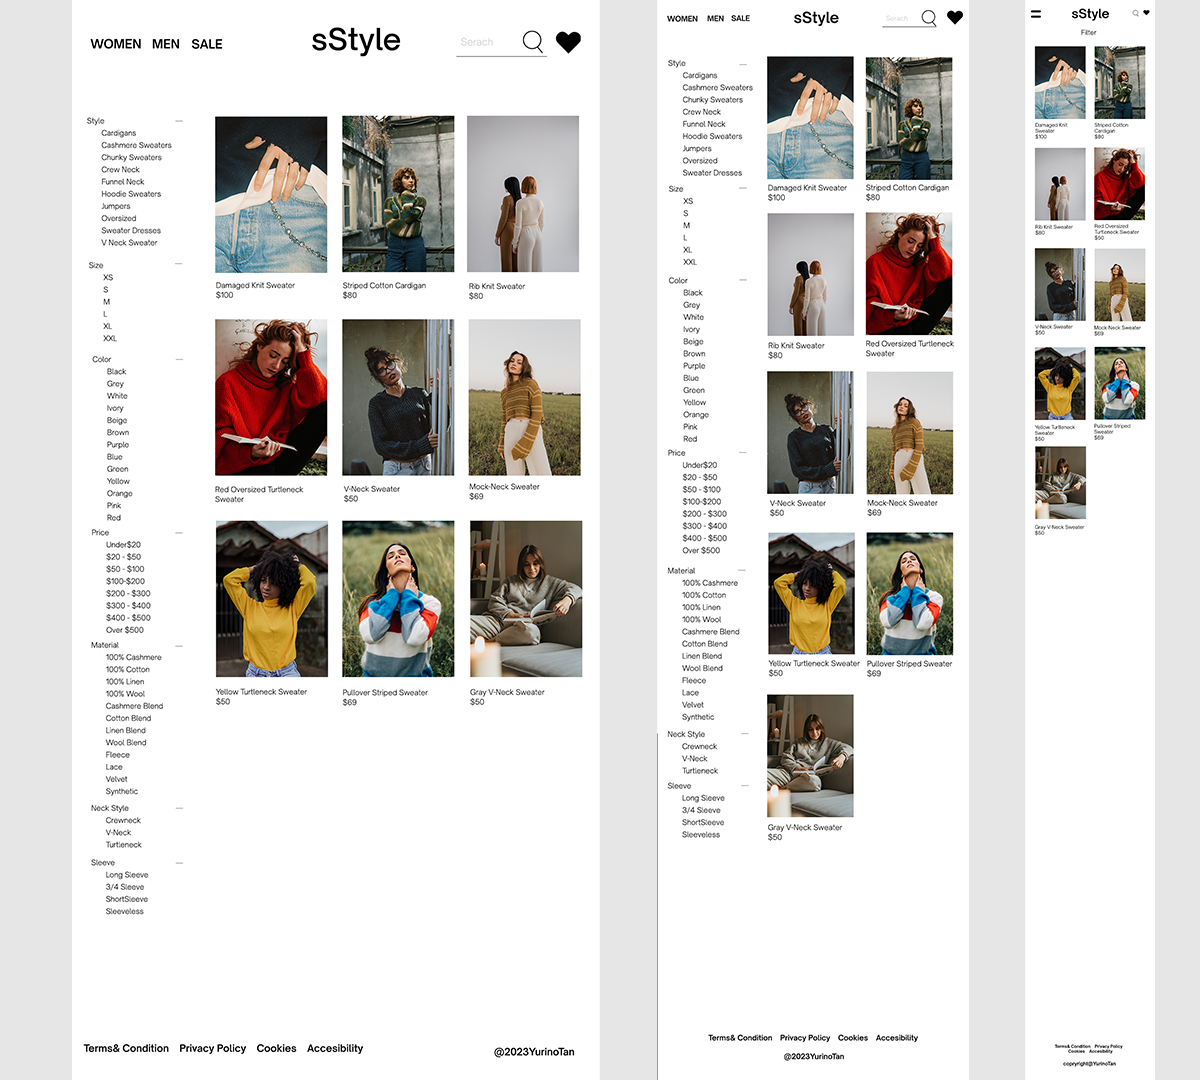 WOMEN MEN SALE
sStyle
Serach
Style
Cardigans
Cashmere Sweaters
Chunky Sweaters
Crew Neck
Funnel Neck
Hoodie Sweaters
Jumpers
Oversized
Sweater Dresses
V Neck Sweater
Size
XS
S
M
L
XL
XXL
Color
Black
Grey
White
Ivory
Beige
Brown
Purple
Blue
Green
Yellow
Orange
Pink
Red
Price
Under$20
$20 - $50
$50 - $100
$100-$200
$200 - $300
$300 - $400
$400 - $500
Over $500
Material
100% Cashmere
100% Cotton
100% Linen
100% Wool
Cashmere Blend
Cotton Blend
Linen Blend
Wool Blend
Fleece
Lace
Velvet
Synthetic
Neck Style
Crewneck
V-Neck
Turtleneck
Sleeve
Long Sleeve
3/4 Sleeve
ShortSleeve
Sleeveless
Damaged Knit Sweater
$100
Striped Cotton Cardigan
$80
Rib Knit Sweater
$80
Red Oversized Turtleneck
Sweater
V-Neck Sweater
$50
Mock-Neck Sweater
$69
Yellow Turtleneck Sweater
$50
Pullover Striped Sweater
$69
Gray V-Neck Sweater
$50
Terms& Condition Privacy Policy Cookies Accesibility
@2023YurinoTan
WOMEN MEN SALE
sStyle
Serach
Style
Cardigans
Cashmere Sweaters
Chunky Sweaters
Crew Neck
Funnel Neck
Hoodie Sweaters
Jumpers
Oversized
Sweater Dresses
Size
XS
S
M
L
XL
XXL
Color
Black
Grey
White
Ivory
Beige
Brown
Purple
Blue
Green
Yellow
Orange
Pink
Red
Price
Under$20
$20 - $50
$50 - $100
$100-$200
$200 - $300
$300 - $400
$400 - $500
Over $500
Material
100% Cashmere
100% Cotton
100% Linen
100% Wool
Cashmere Blend
Cotton Blend
Linen Blend
Wool Blend
Fleece
Lace
Velvet
Synthetic
Neck Style
Crewneck
V-Neck
Turtleneck
Sleeve
Long Sleeve
3/4 Sleeve
ShortSleeve
Sleeveless
Damaged Knit Sweater
$100
Striped Cotton Cardigan
$80
Rib Knit Sweater
$80
Red Oversized Turteleneck
Sweater
V-Neck Sweater
$50
Mock-Neck Sweater
$69
Yellow Turtleneck Sweater
$50
Pullover Striped Sweater
$69
Gray V-Neck Sweater
$50
Terms& Condition Privacy Policy Cookies Accesibility
@2023YurinoTan
sStyle
Filter
Damaged Knit
Sweater
$100
Striped Cotton
Cardigan
$80
Rib Knit Sweater
$80
Red Oversized
Turtleneck Sweater
$50
V-Neck Sweater
$50
Mock-Neck Sweater
$69
Yellow Turtleneck
Sweater
$50
Pullover Striped
Sweater
$69
Gray V-Neck Sweater
$50
Terms& Condition Privacy Policy
Cookies Accesibility
copryright@YurinoTan